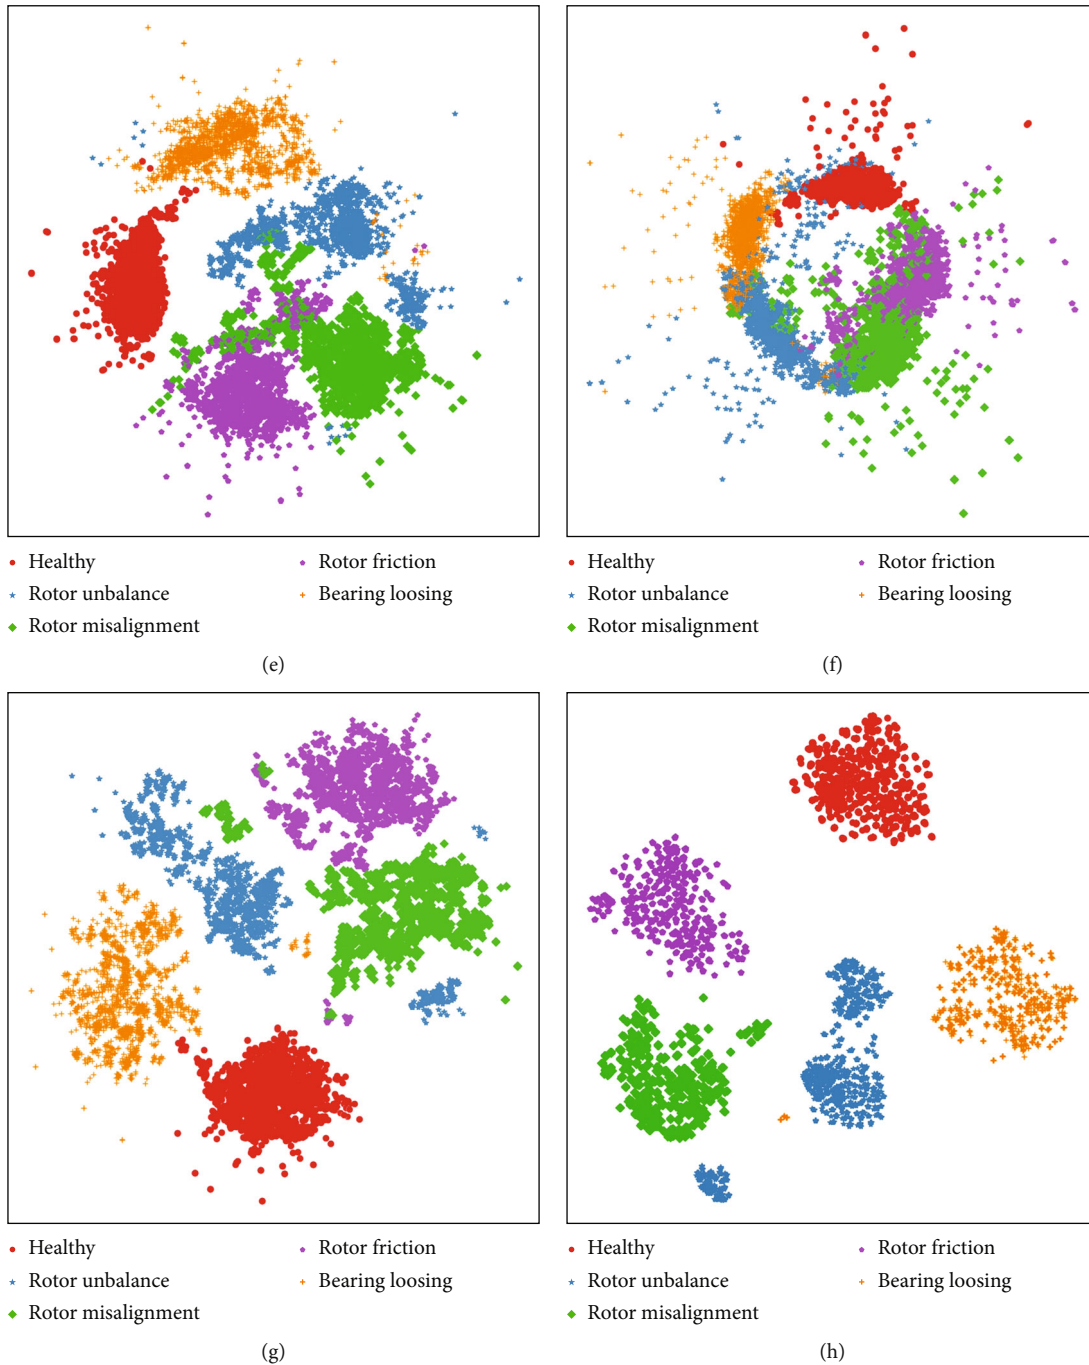 Healthy
Rotor unbalance
Rotor misalignment
Rotor friction
Bearing loosing
(e)
Healthy
Rotor unbalance
Rotor misalignment
Rotor friction
Bearing loosing
(f)
Healthy
Rotor unbalance
Rotor misalignment
Rotor friction
Bearing loosing
(g)
Healthy
Rotor unbalance
Rotor misalignment
Rotor friction
Bearing loosing
(h)